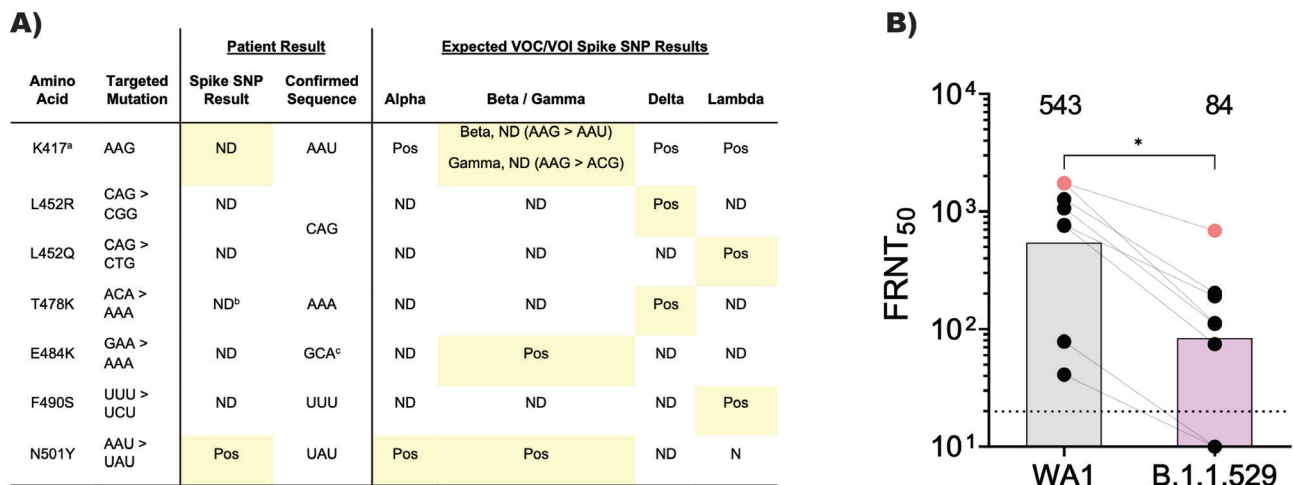 A)
Patient Result Expected VOC/VOI Spike SNP Results
Amino Acid Targeted Mutation Spike SNP Result Confirmed Sequence Alpha Beta / Gamma Delta Lambda
K417ᵃ AAG ND AAU Pos Beta, ND (AAG > AAU) Gamma, ND (AAG > ACG) Pos Pos
L452R CAG > CGG ND CAG ND ND Pos ND
L452Q CAG > CTG ND ND ND ND Pos
T478K ACA > AAA NDᵇ AAA ND ND Pos ND
E484K GAA > AAA ND GCAᶜ ND Pos ND ND
F490S UUU > UCU ND UUU ND ND ND Pos
N501Y AAU > UAU Pos UAU Pos Pos ND N
B)
FRNT₅₀
10⁴
10³
10²
10¹
543 84
*
WA1 B.1.1.529